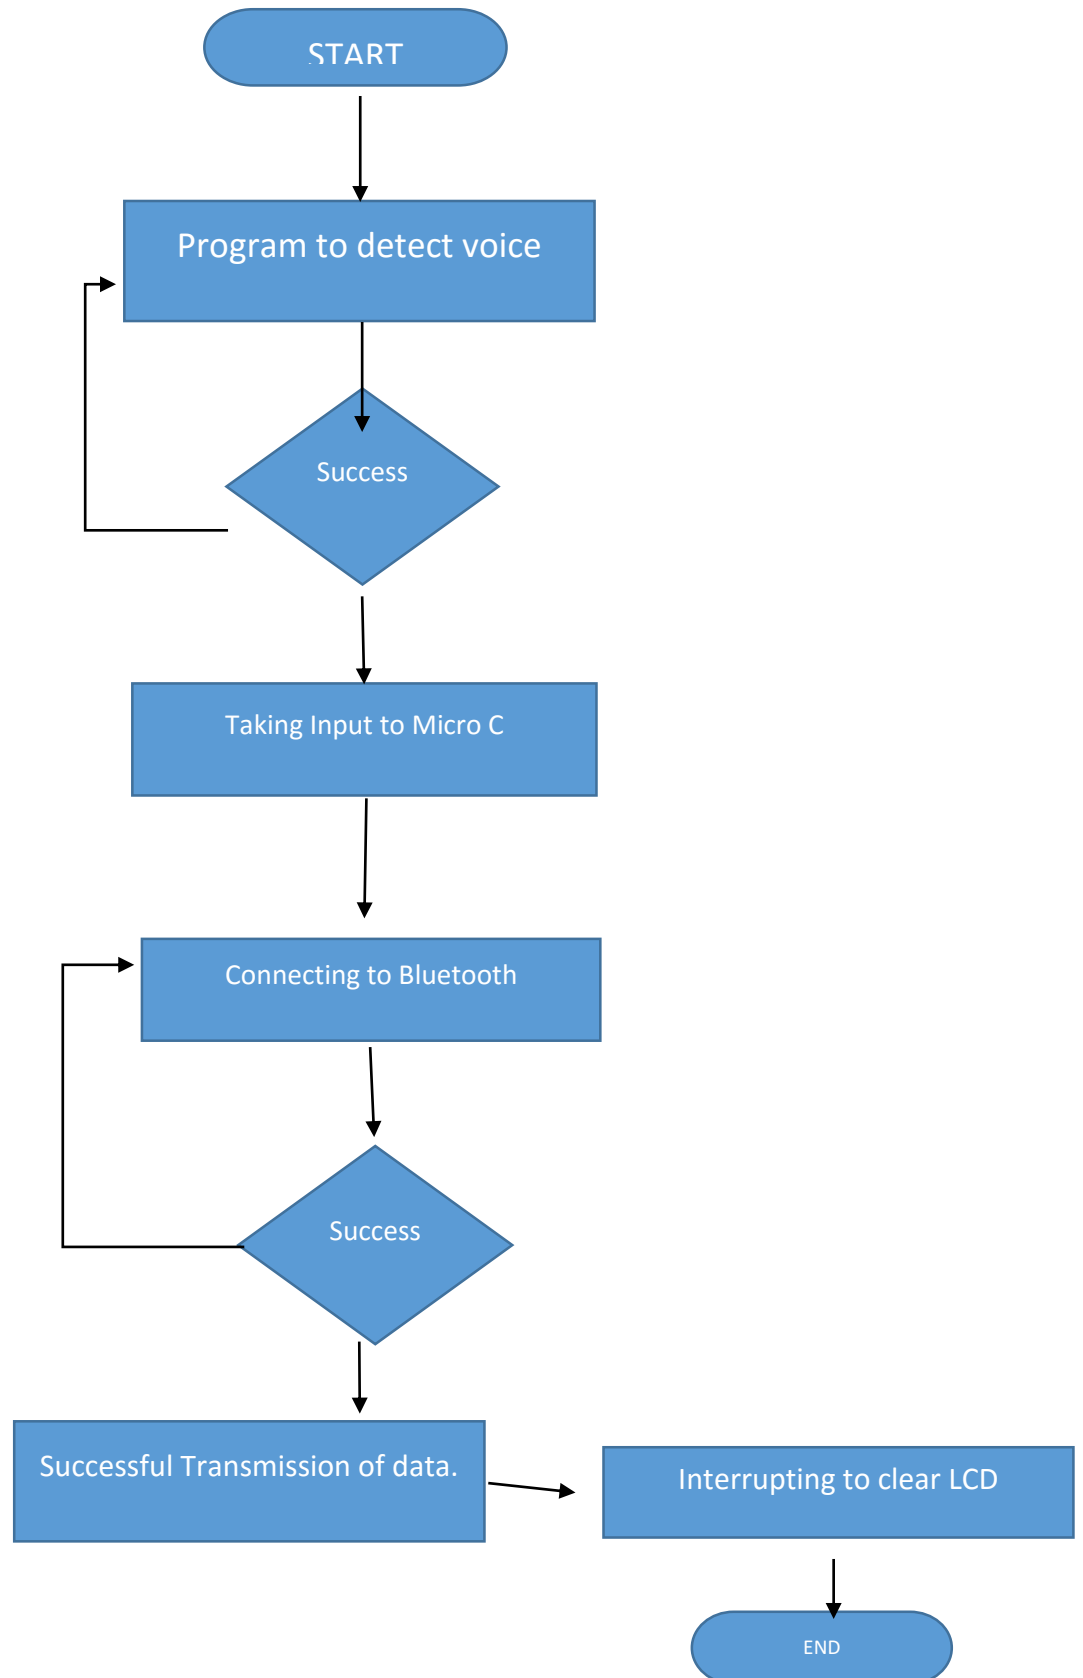 START
Program to detect voice
Success
Taking Input to Micro C
Connecting to Bluetooth
Success
Successful Transmission of data.
Interrupting to clear LCD
END